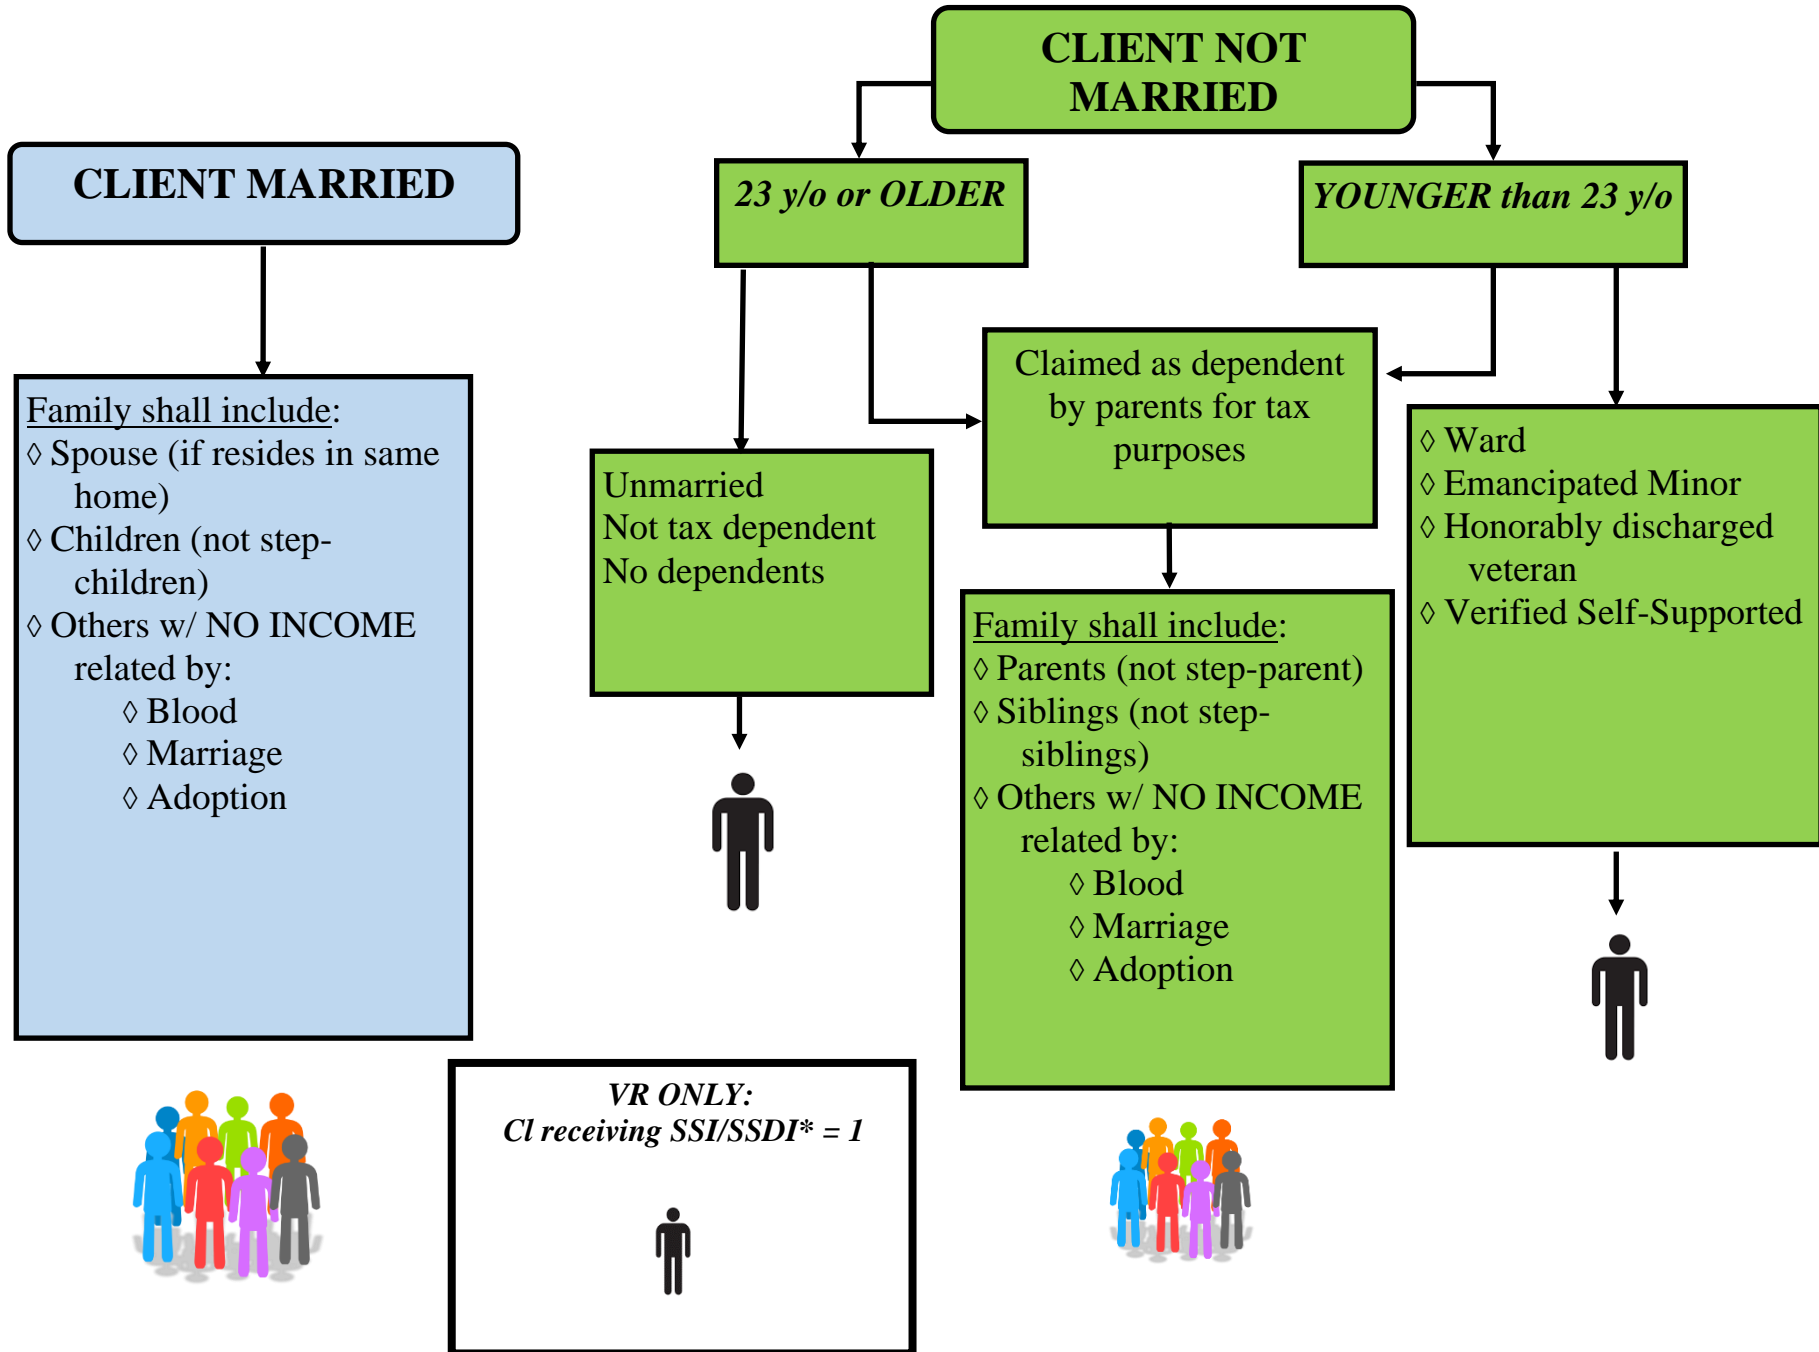 CLIENT NOT
MARRIED
CLIENT MARRIED
23 y/o or OLDER
YOUNGER than 23 y/o
Family shall include:
◊ Spouse (if resides in same
home)
◊ Children (not step-
children)
◊ Others w/ NO INCOME
related by:
◊ Blood
◊ Marriage
◊ Adoption
Unmarried
Not tax dependent
No dependents
Claimed as dependent
by parents for tax
purposes
Family shall include:
◊ Parents (not step-parent)
◊ Siblings (not step-
siblings)
◊ Others w/ NO INCOME
related by:
◊ Blood
◊ Marriage
◊ Adoption
◊ Ward
◊ Emancipated Minor
◊ Honorably discharged
veteran
◊ Verified Self-Supported
VR ONLY:
Cl receiving SSI/SSDI* = 1